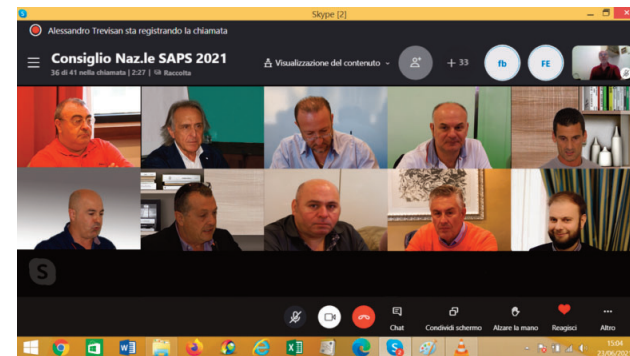 Skype [2]
Alessandro Trevisan sta registrando la chiamata
Consiglio Naz.le SAPS 2021
36 di 41 nella chiamata | 2:27 | Raccolta
Visualizzazione del contenuto
+ 33
fb
FE
S
Chat
Condividi schermo
Alzare la mano
Reagisci
Altro
15:04
21/06/202